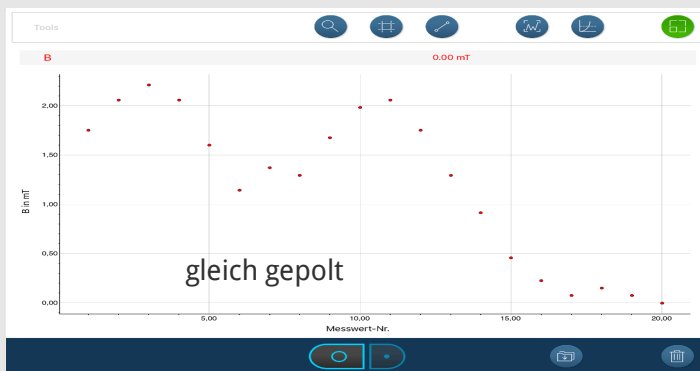 Tools
B 0.00 mT
2,00
1,50
1,00
0,50
0,00
B in mT
gleich gepolt
5,00 10,00 15,00 20,00
Messwert-Nr.